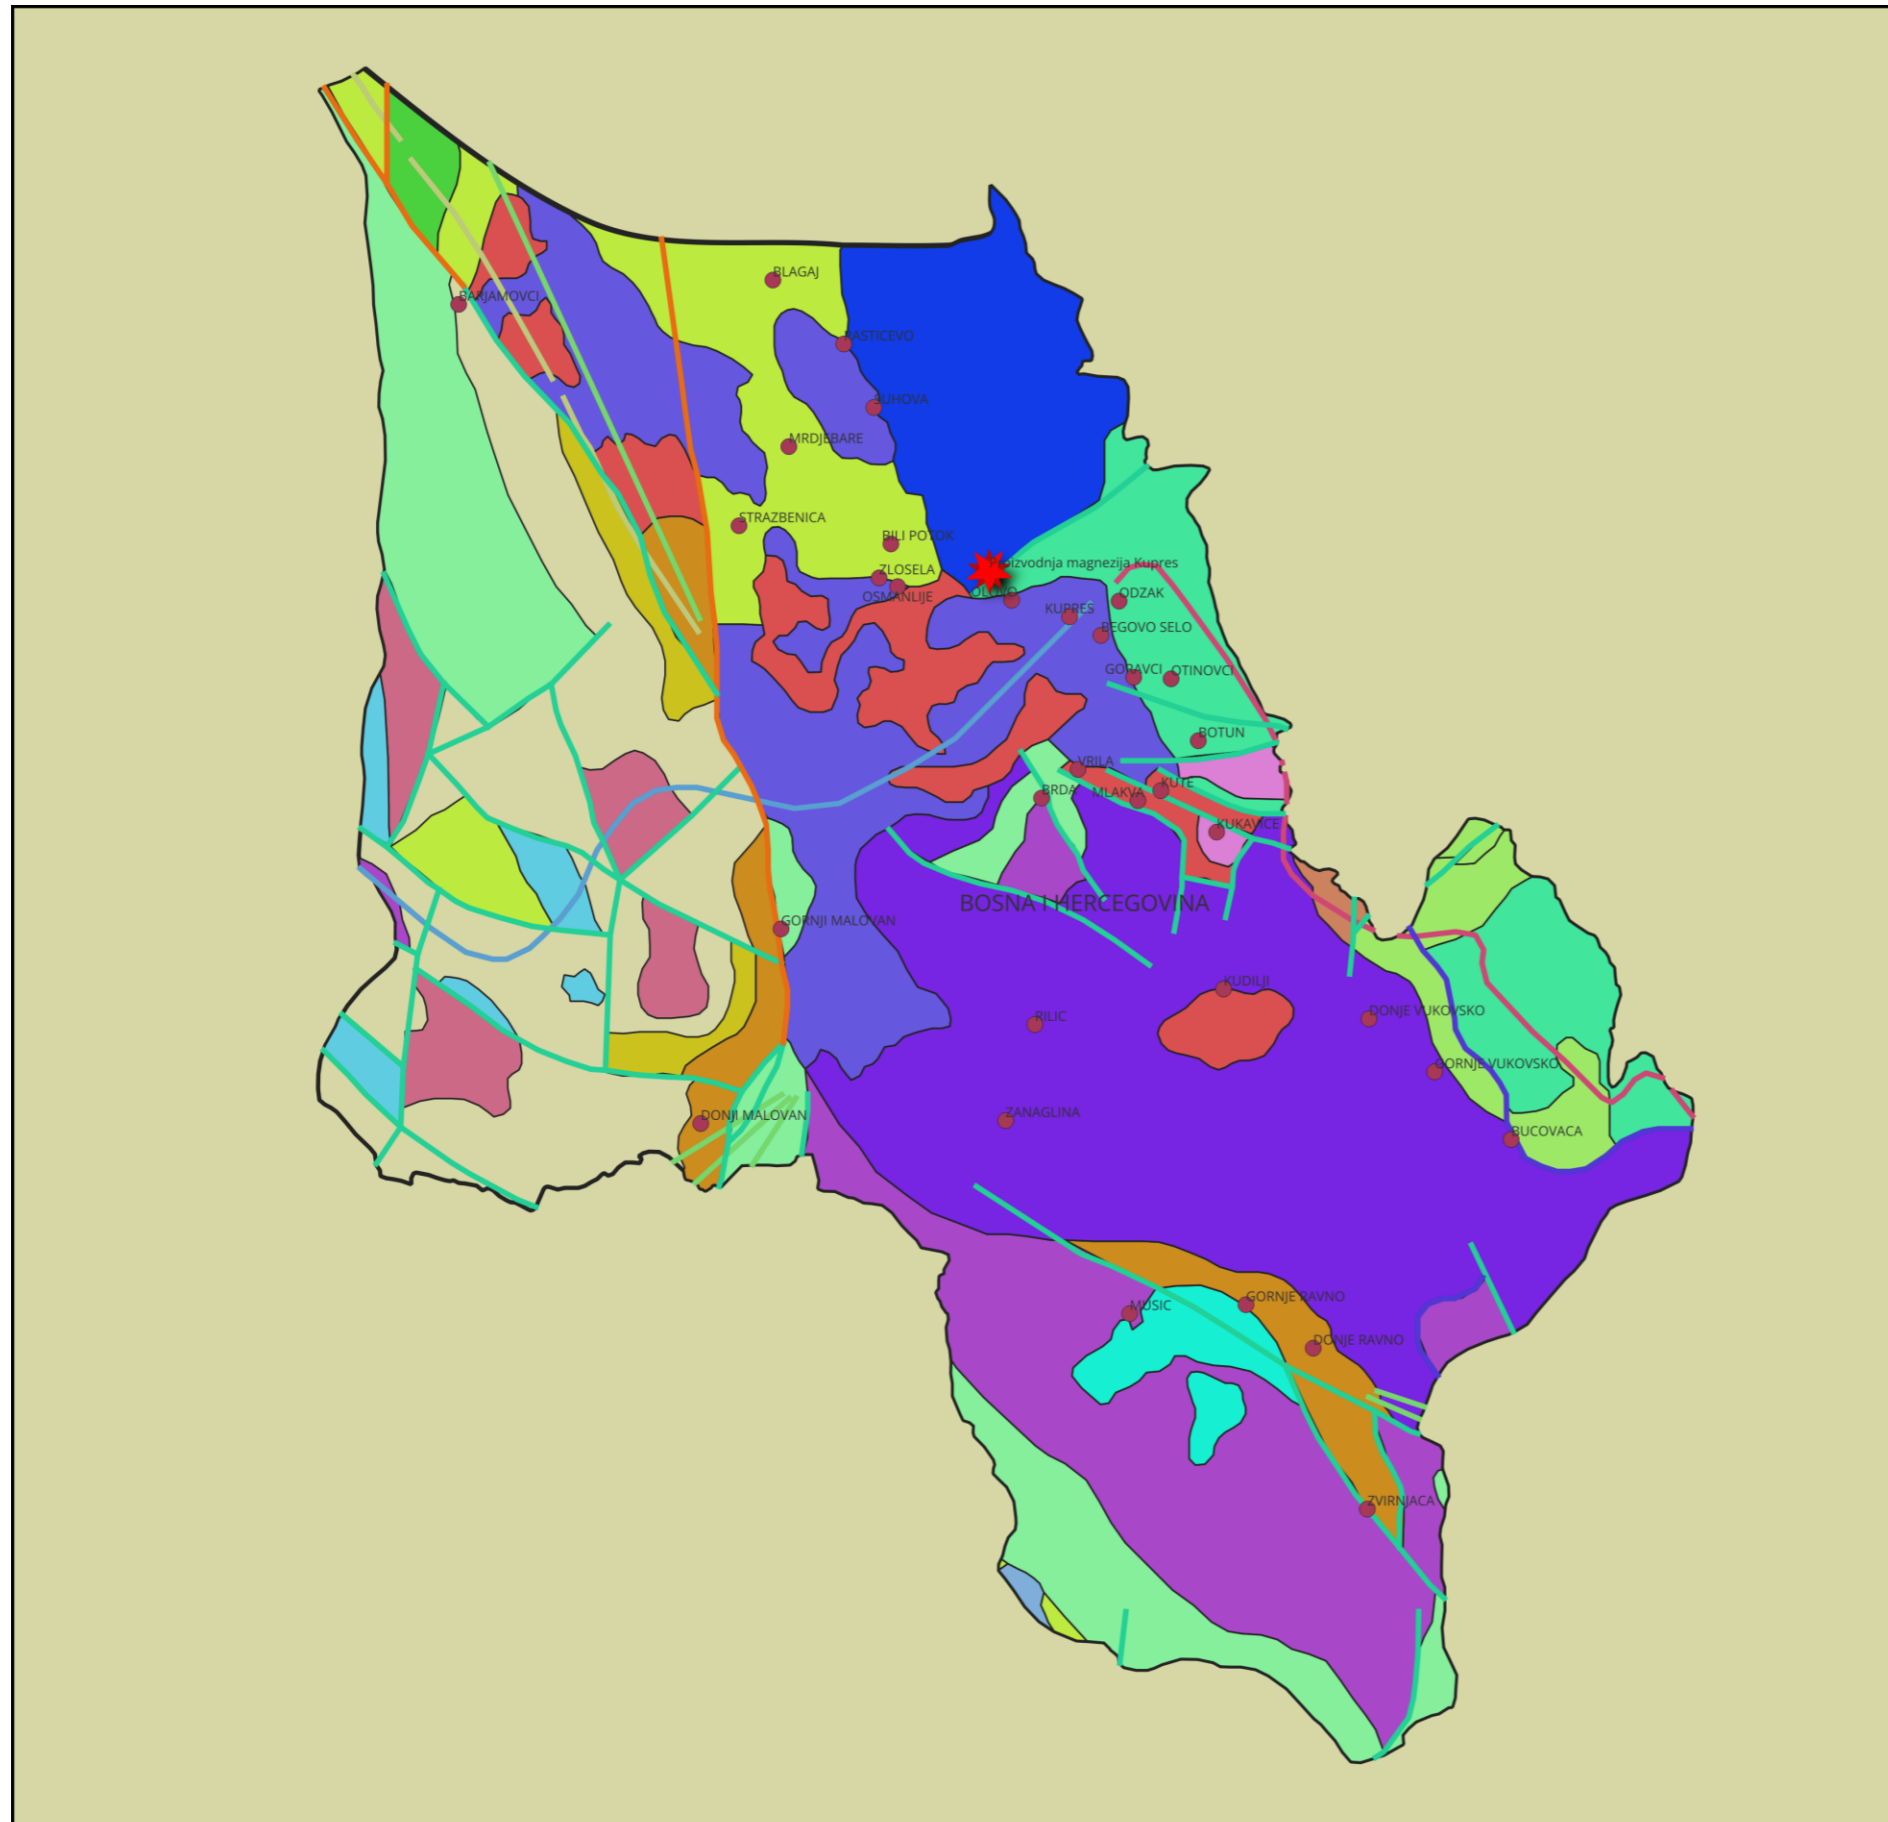 BLAGAJ
BARJAMOVCI
RASTICEVO
SUHOVA
MRDJEBARE
STRAZBENICA
BILI POTOK
Proizvodnja magnezija Kupres
ZLOSELA
OSMANLIJE
OLOVO
ODZAK
KUPRES
BEGOVO SELO
GORAVCI
OTINOVCI
BOTUN
VRILA
BRDA
MLAKVA
KUTE
KUKAVICE
BOSNA I HERCEGOVINA
GORNJI MALOVAN
KUDILJI
RILIC
DONJE VUKOVSKO
GORNJE VUKOVSKO
DONJI MALOVAN
ZANAGLINA
BUCOVACA
MUSIC
GORNJE RAVNO
DONJE RAVNO
ZVIRNJACA